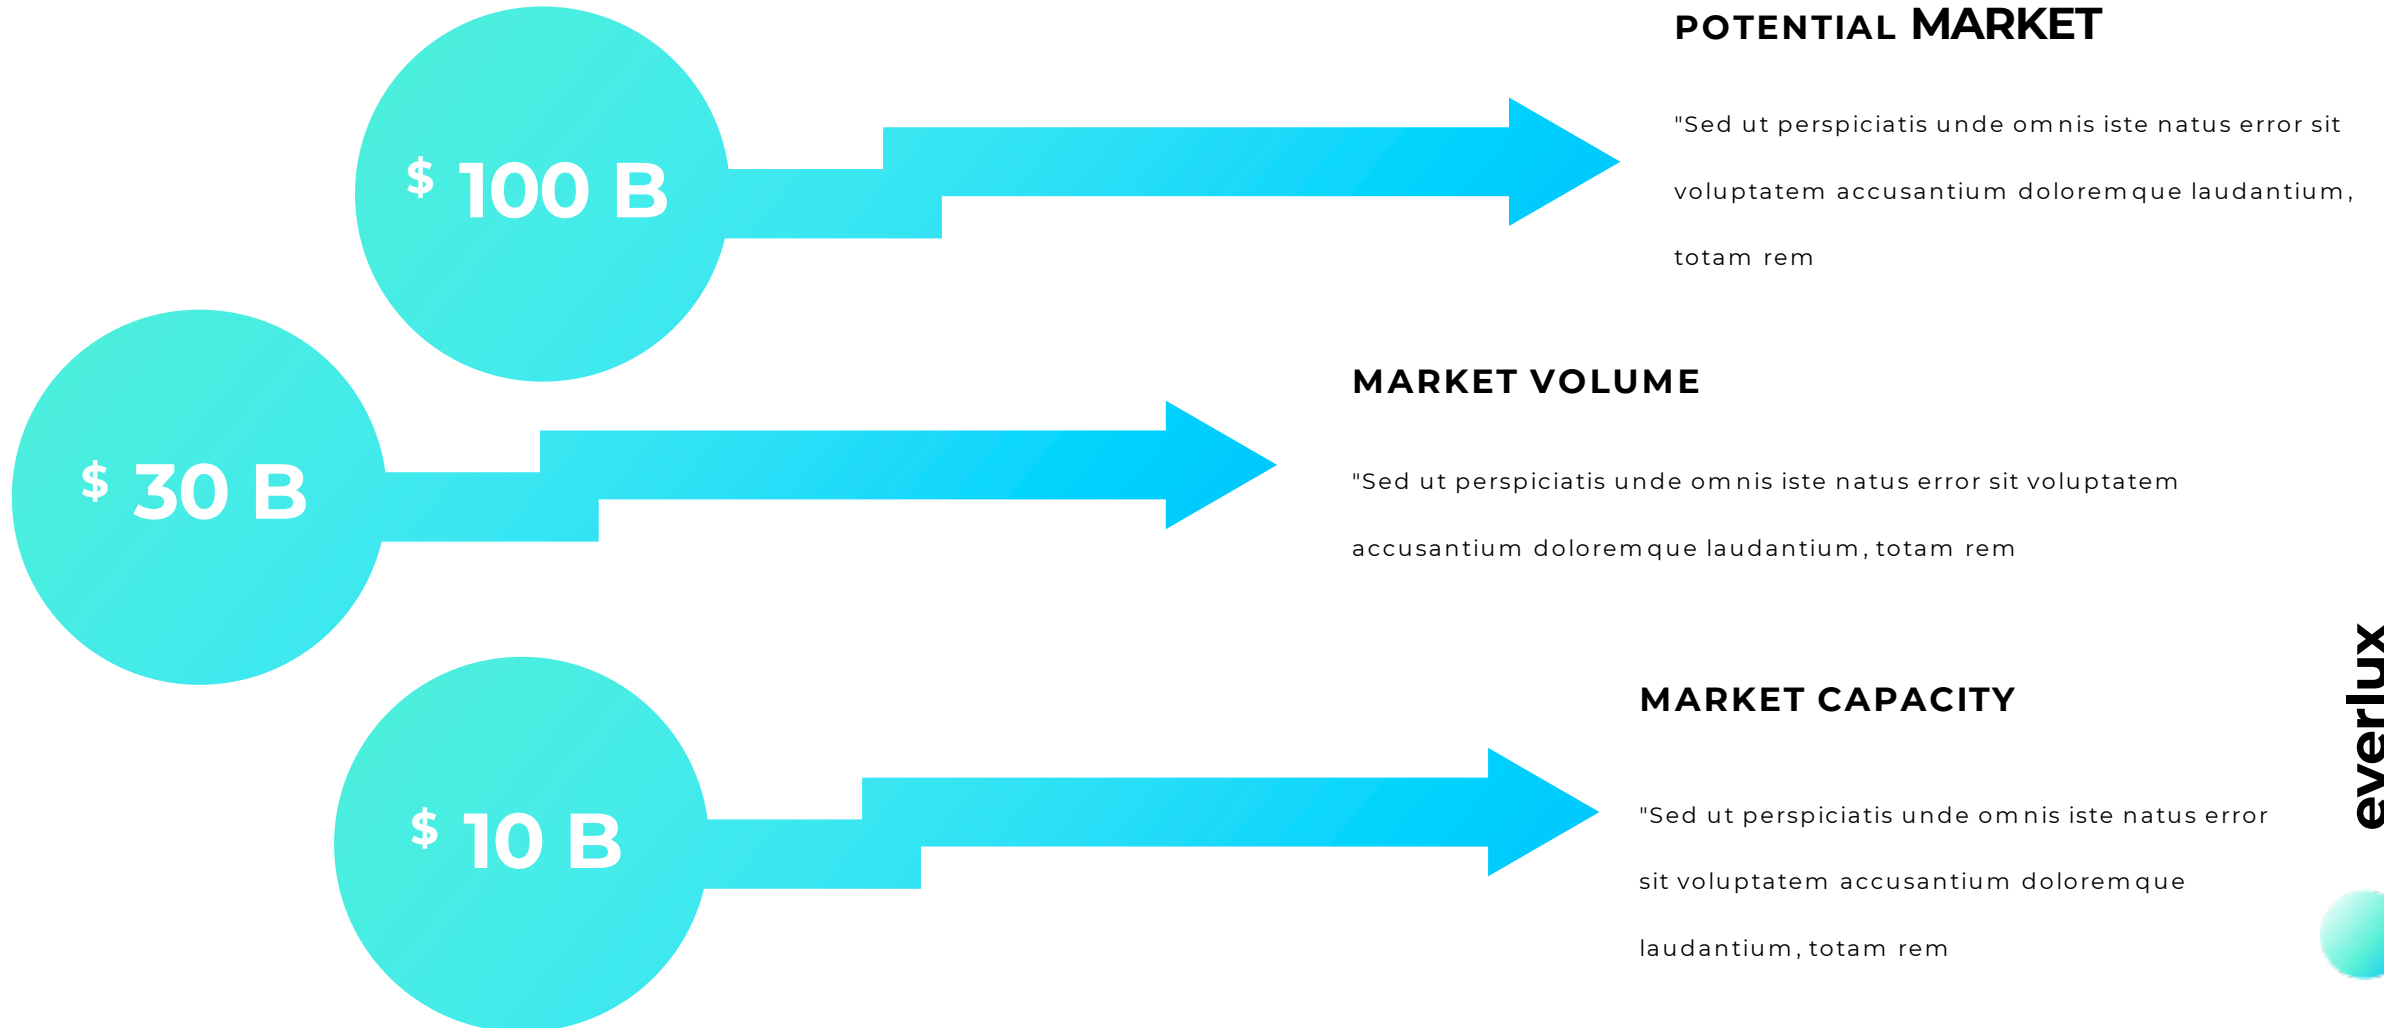 $ 100 B
POTENTIAL MARKET
"Sed ut perspiciatis unde omnis iste natus error sit
voluptatem accusantium doloremque laudantium,
totam rem
$ 30 B
MARKET VOLUME
"Sed ut perspiciatis unde omnis iste natus error sit voluptatem
accusantium doloremque laudantium, totam rem
$ 10 B
MARKET CAPACITY
"Sed ut perspiciatis unde omnis iste natus error
sit voluptatem accusantium doloremque
laudantium, totam rem
everlux